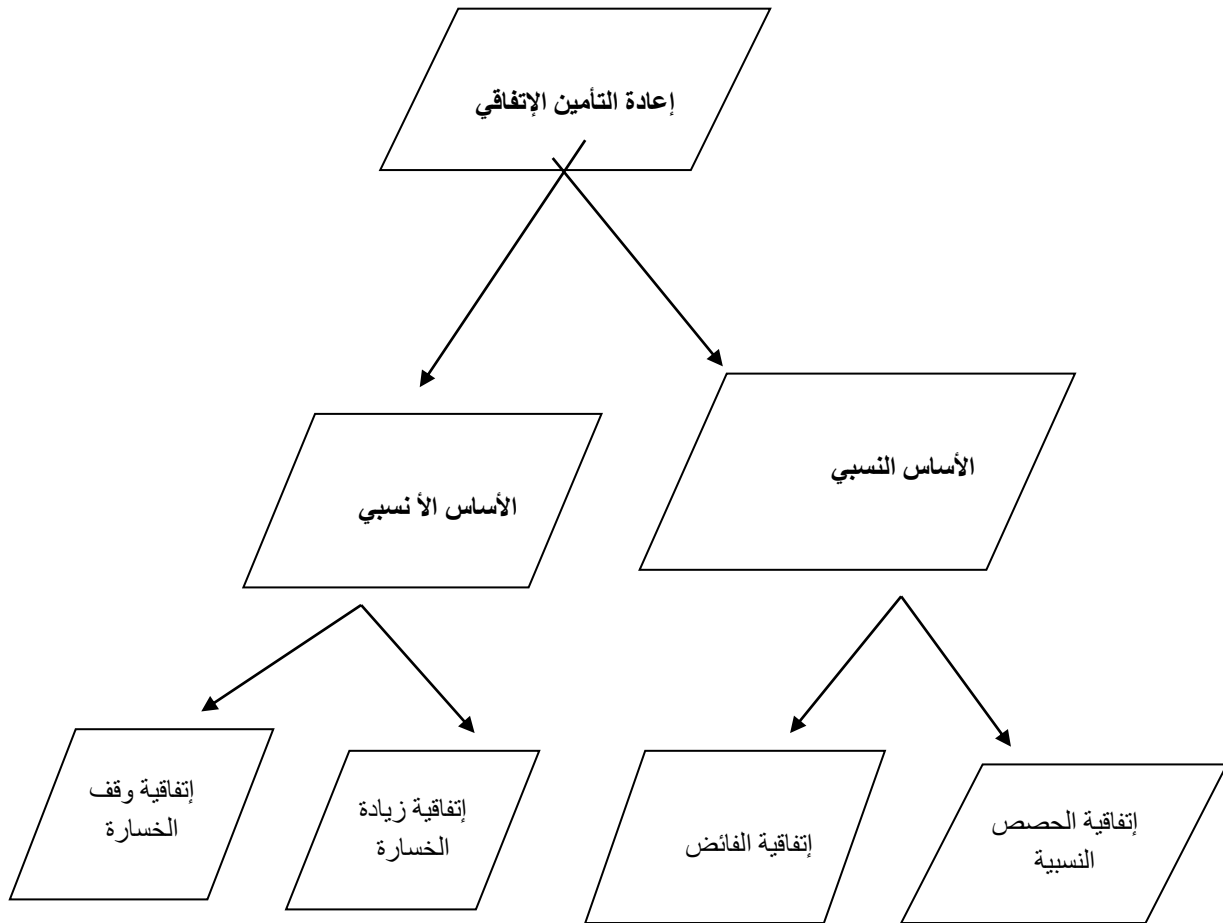 إعادة التأمين الإتفاقي
الأساس النسبي
الأساس الأ نسبي
إتفاقية الحصص
النسبية
إتفاقية الفائض
إتفاقية زيادة
الخسارة
إتفاقية وقف
الخسارة